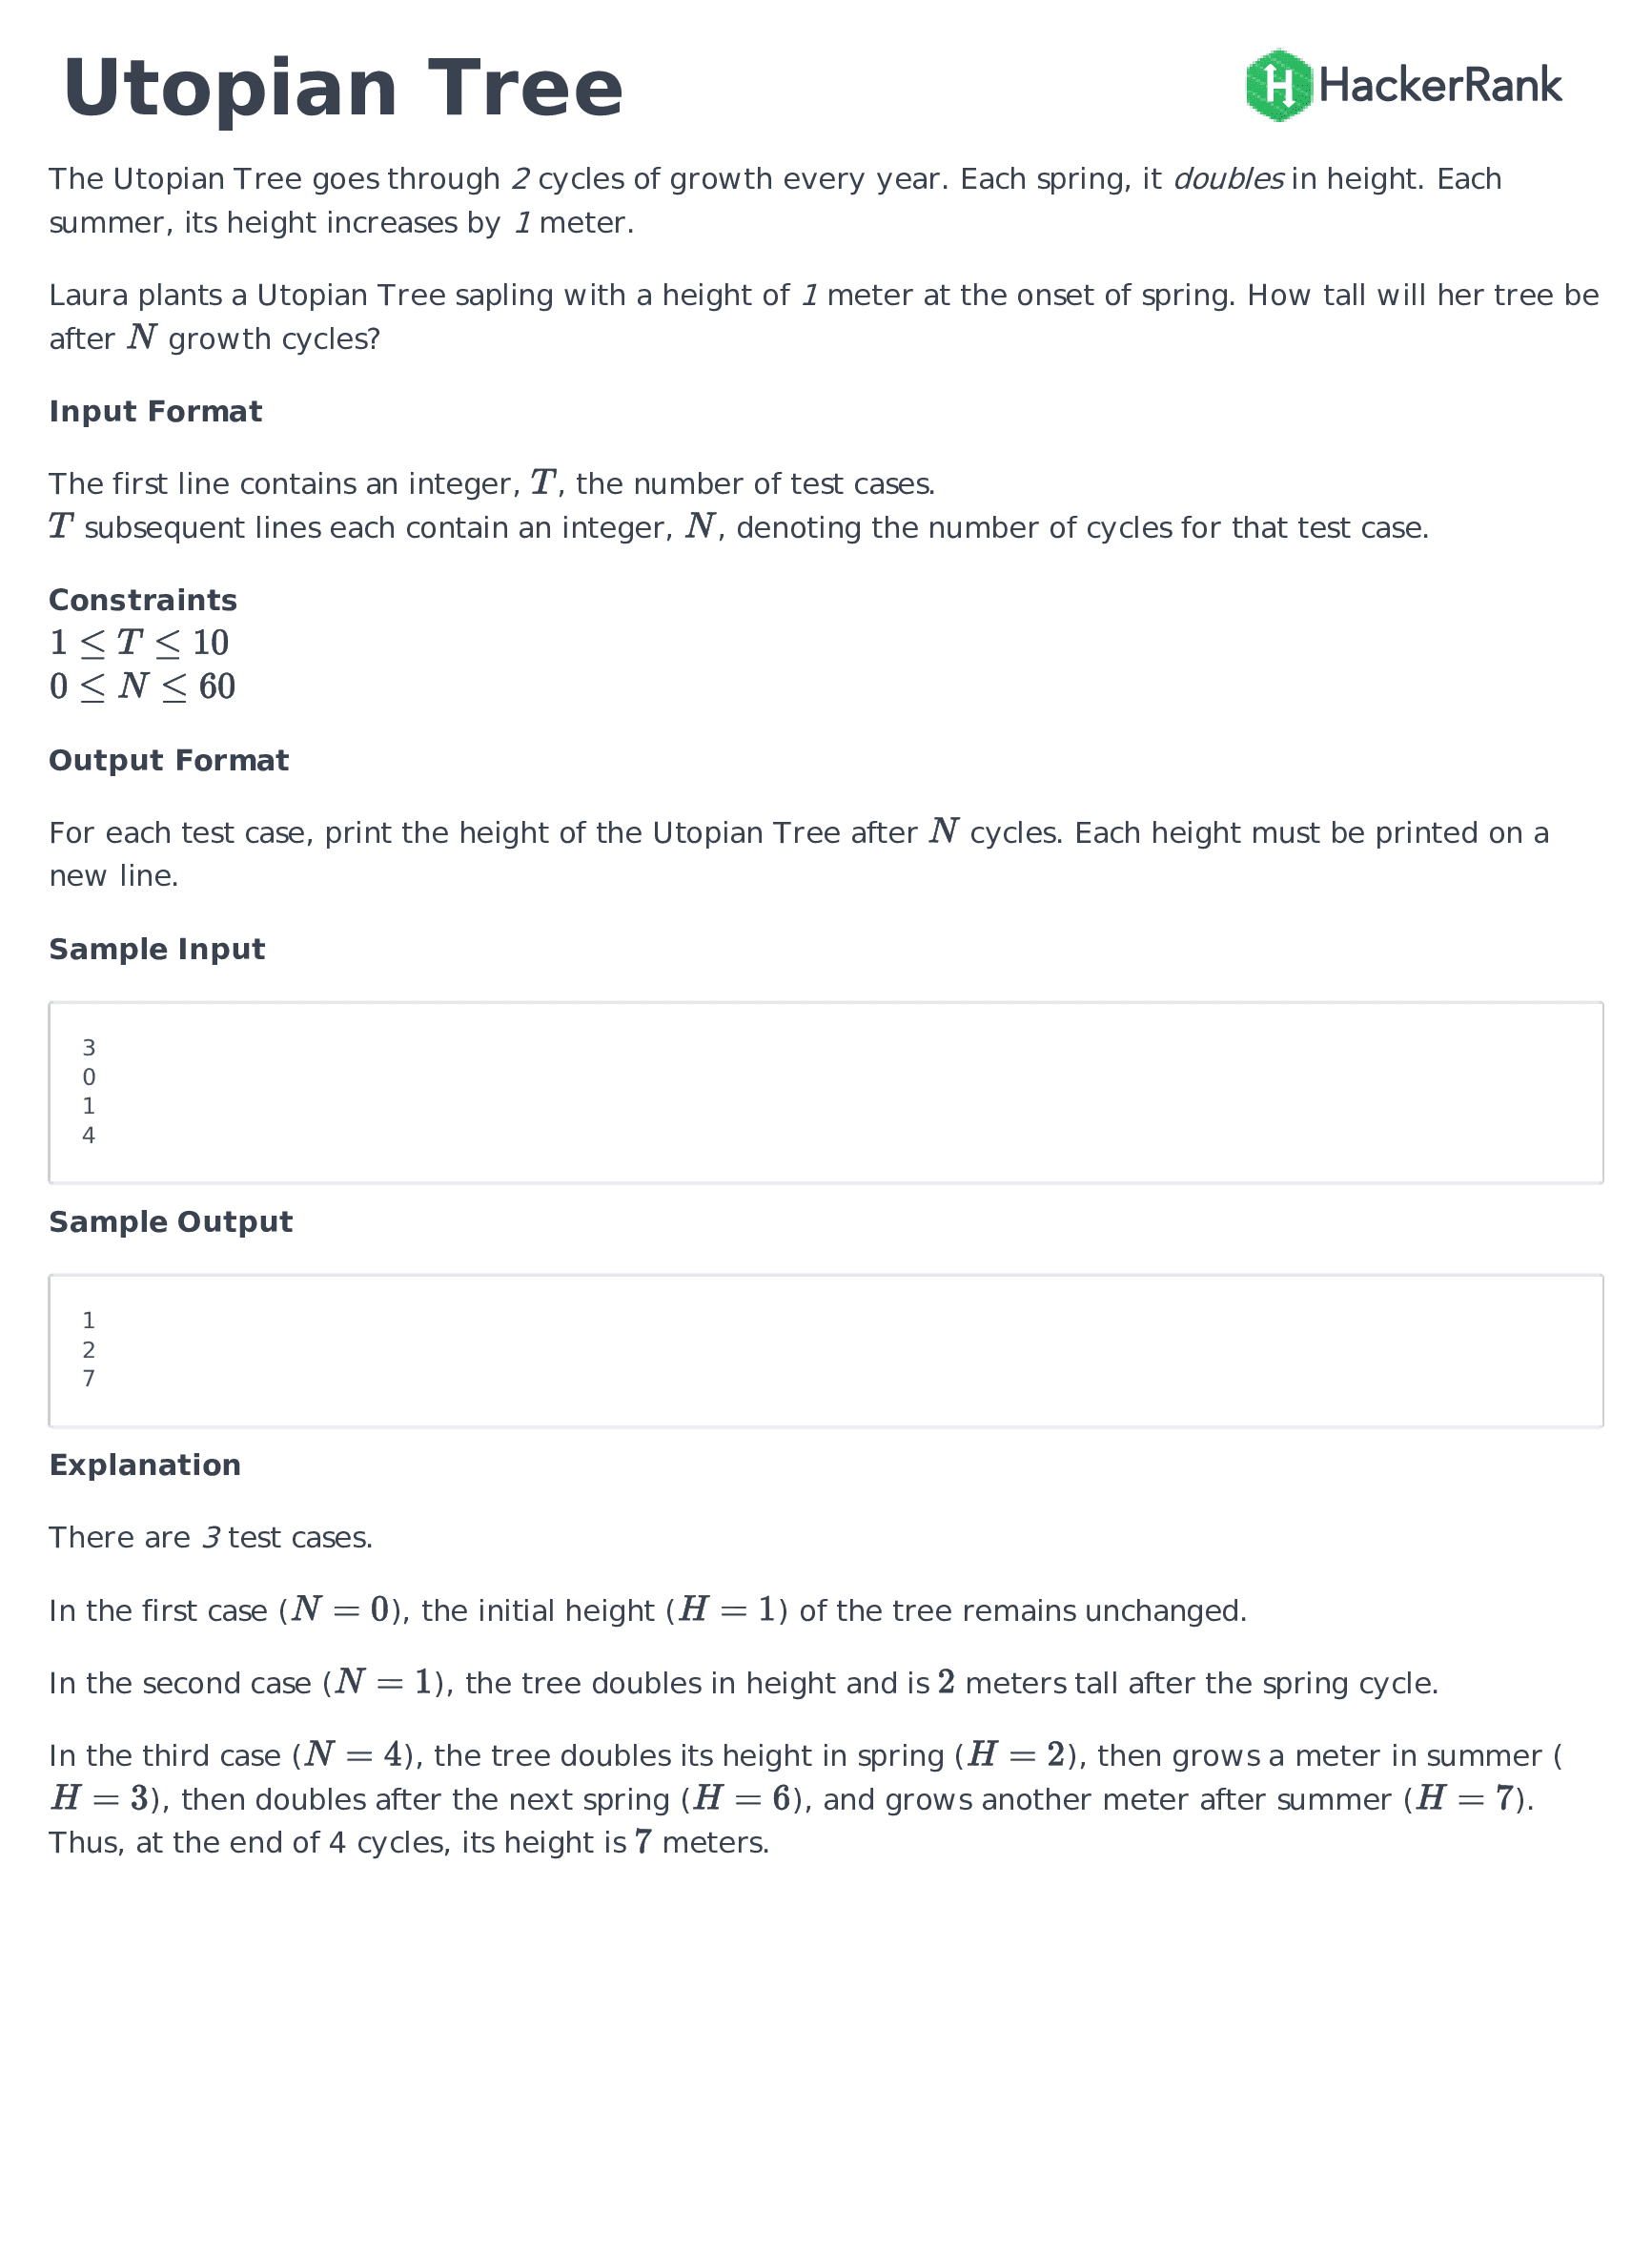 Utopian Tree
HackerRank
The Utopian Tree goes through 2 cycles of growth every year. Each spring, it doubles in height. Each
summer, its height increases by 1 meter.
Laura plants a Utopian Tree sapling with a height of 1 meter at the onset of spring. How tall will her tree be
after N growth cycles?
Input Format
The first line contains an integer, T, the number of test cases.
T subsequent lines each contain an integer, N, denoting the number of cycles for that test case.
Constraints
1 ≤ T ≤ 10
0 ≤ N ≤ 60
Output Format
For each test case, print the height of the Utopian Tree after N cycles. Each height must be printed on a
new line.
Sample Input
3
0
1
4
Sample Output
1
2
7
Explanation
There are 3 test cases.
In the first case (N = 0), the initial height (H = 1) of the tree remains unchanged.
In the second case (N = 1), the tree doubles in height and is 2 meters tall after the spring cycle.
In the third case (N = 4), the tree doubles its height in spring (H = 2), then grows a meter in summer (
H = 3), then doubles after the next spring (H = 6), and grows another meter after summer (H = 7).
Thus, at the end of 4 cycles, its height is 7 meters.